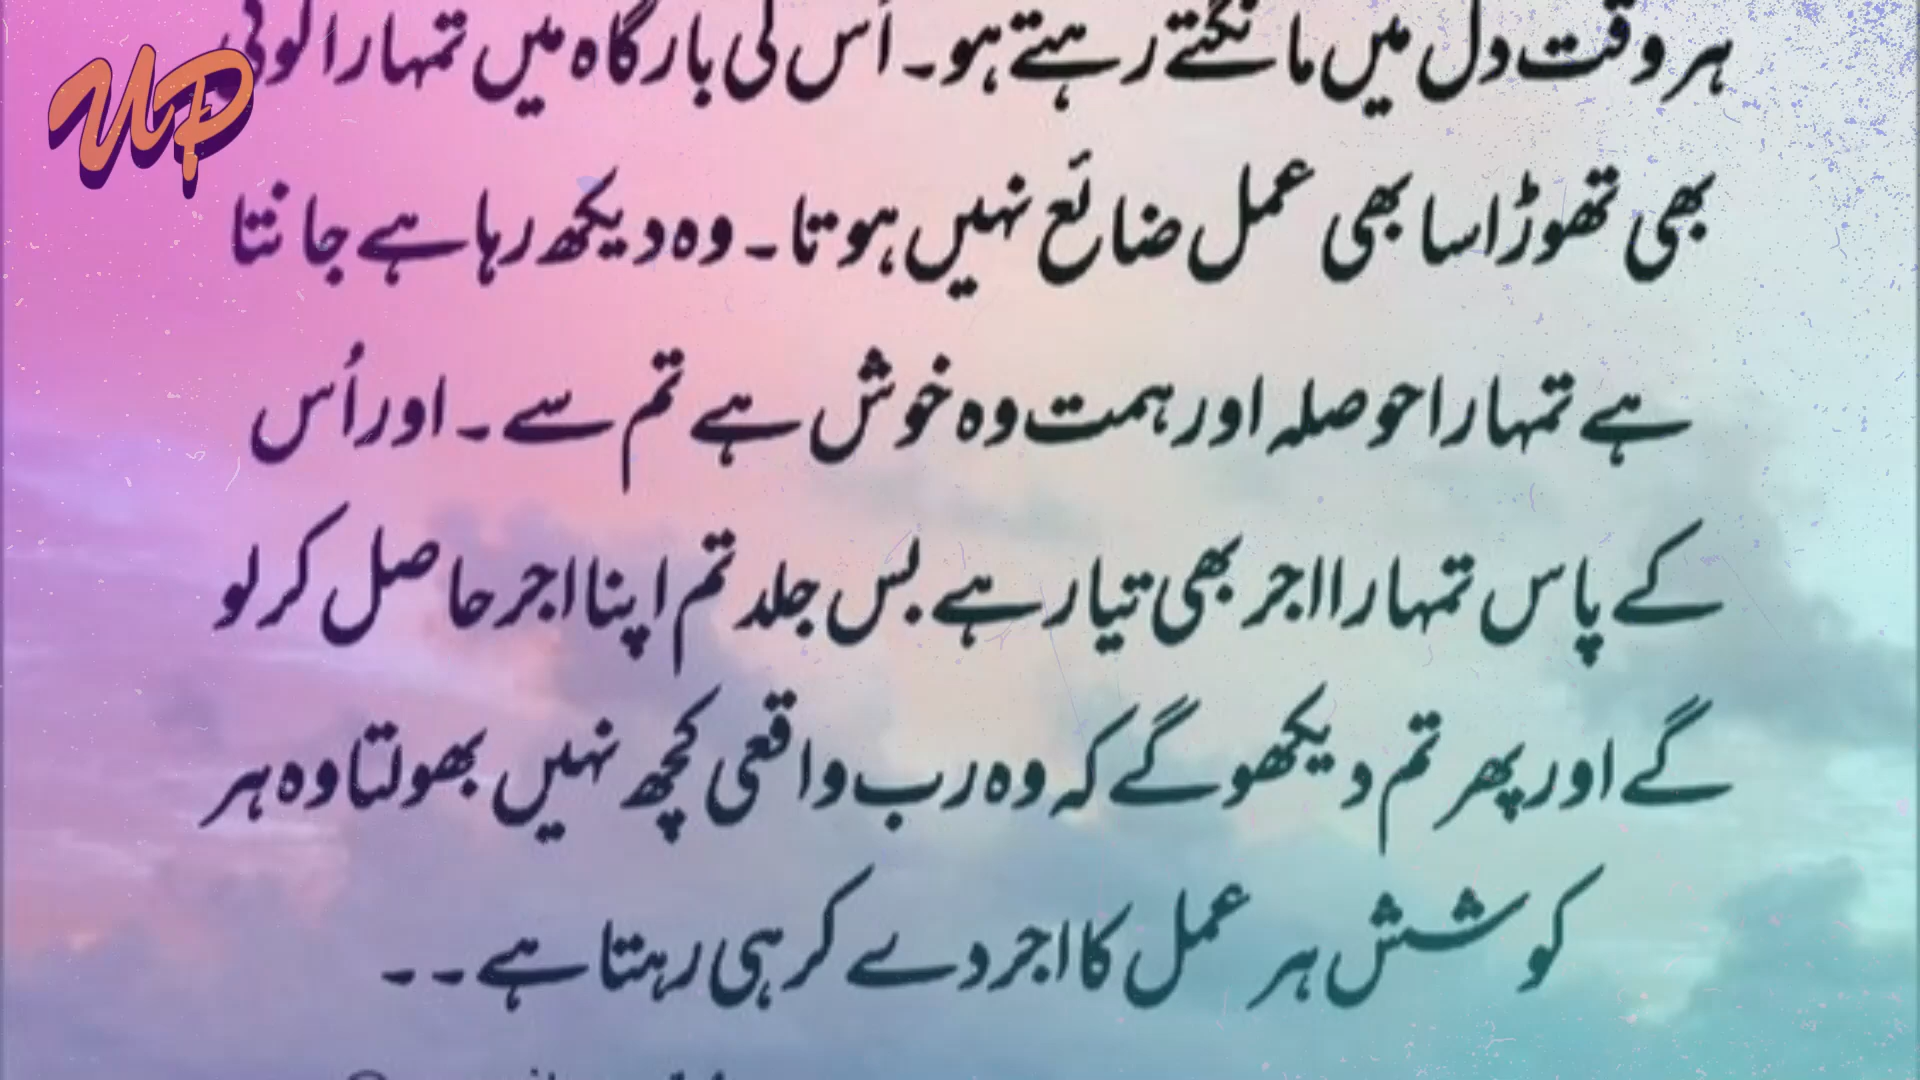 UP
ہر وقت دل میں مانگتے رہتے ہو۔ اُس کی بارگاہ میں تمہارا کوئی
بھی تھوڑا سا بھی عمل ضائع نہیں ہوتا۔ وہ دیکھ رہا ہے جانتا
ہے تمہارا حوصلہ اور ہمت وہ خوش ہے تم سے۔ اور اُس
کے پاس تمہارا اجر بھی تیار ہے بس جلد تم اپنا اجر حاصل کر لو
گے اور پھر تم دیکھو گے کہ وہ رب واقعی کچھ نہیں بھولتا وہ ہر
کوشش ہر عمل کا اجر دے کر ہی رہتا ہے۔۔